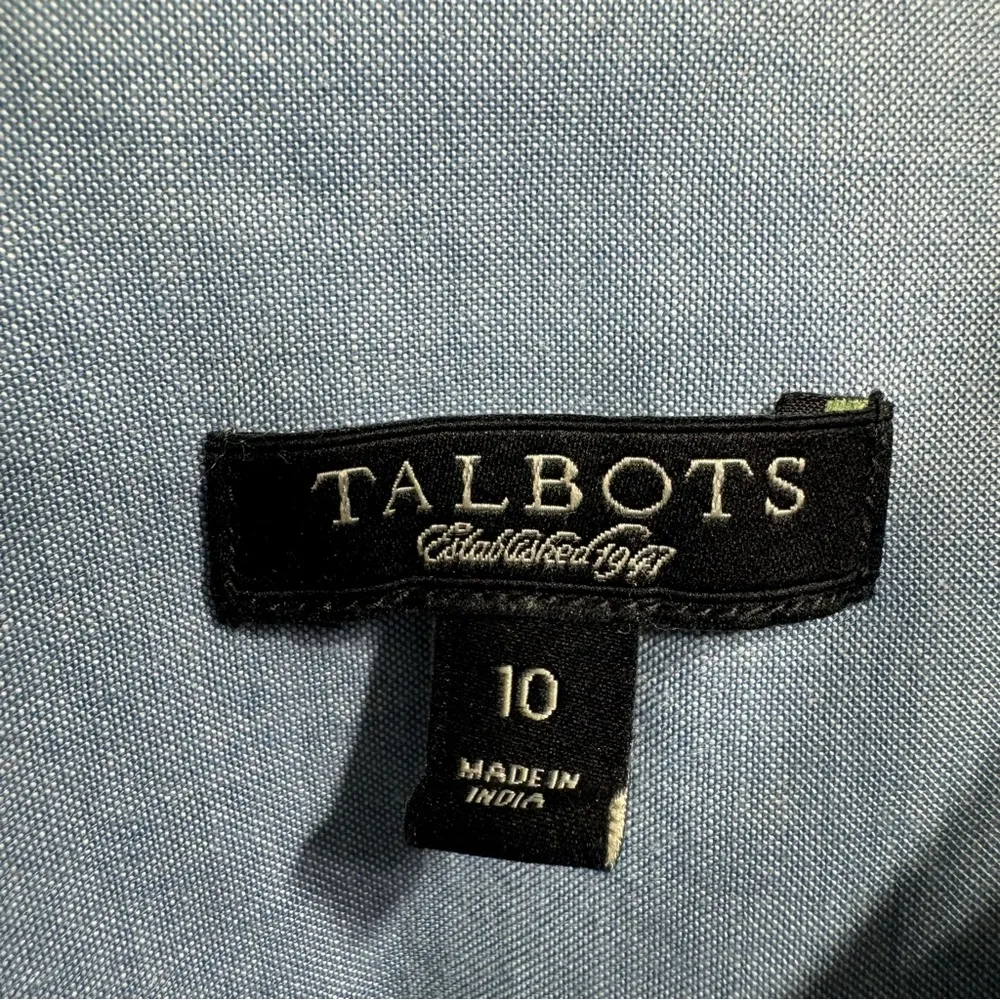 TALBOTS
Established 1947
10
MADE IN
INDIA